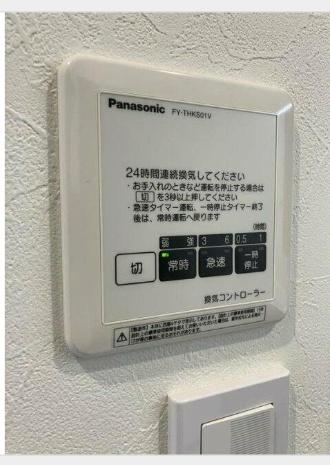 Panasonic FY-THKS01V
24時間連続換気してください
・お手入れのときなど運転を停止する場合は
切 を3秒以上押してください
・急速タイマー運転、一時停止タイマー終了
後は、常時運転へ戻ります
(時間)
弱 強 3 6 0.5 1
切 常時 急速 一時
停止
換気コントローラー